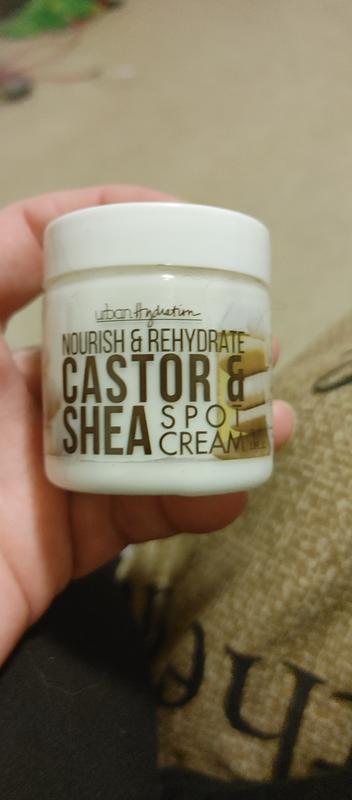 urban Hydration
NOURISH & REHYDRATE
CASTOR &
SHEA SPOT
CREAM